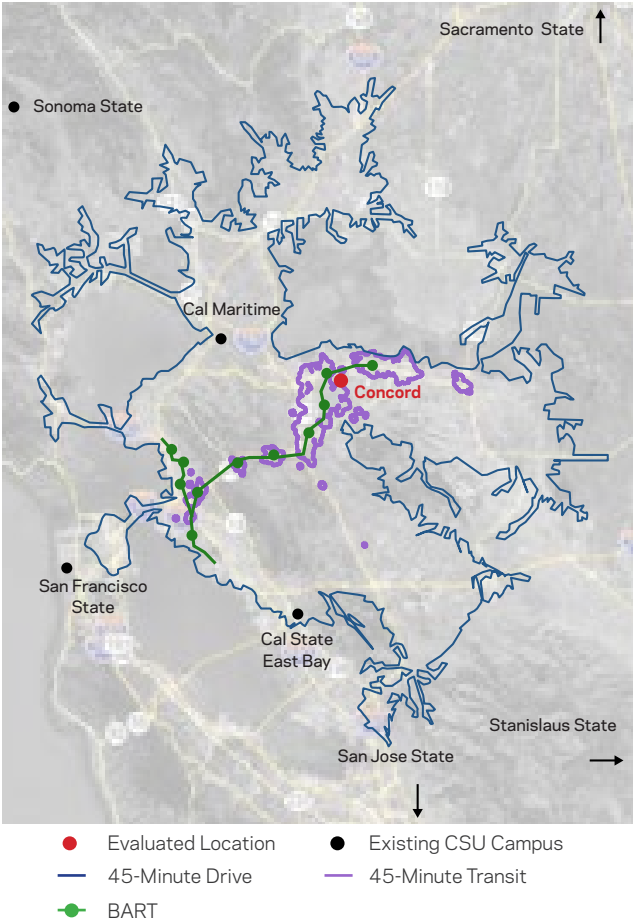 Sacramento State
Sonoma State
Cal Maritime
Concord
San Francisco
State
Cal State
East Bay
Stanislaus State
San Jose State
Evaluated Location
Existing CSU Campus
45-Minute Drive
45-Minute Transit
BART